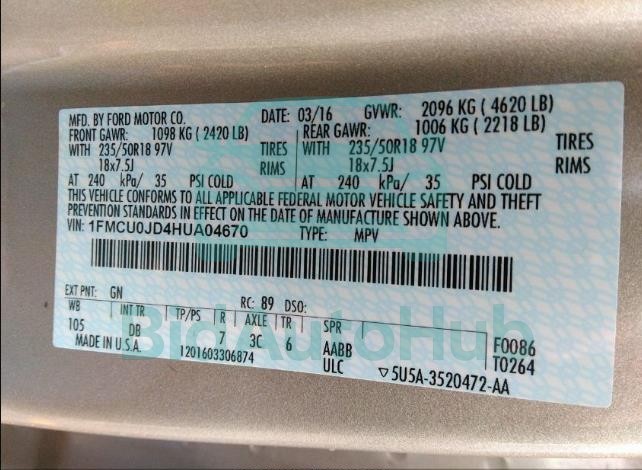 MFD. BY FORD MOTOR CO. DATE: 03/16 GVWR: 2096 KG ( 4620 LB)
FRONT GAWR: 1098 KG ( 2420 LB) REAR GAWR: 1006 KG ( 2218 LB)
WITH 235/50R18 97V TIRES WITH 235/50R18 97V TIRES
18x7.5J RIMS 18x7.5J RIMS
AT 240 kPa/ 35 PSI COLD AT 240 kPa/ 35 PSI COLD
THIS VEHICLE CONFORMS TO ALL APPLICABLE FEDERAL MOTOR VEHICLE SAFETY AND THEFT
PREVENTION STANDARDS IN EFFECT ON THE DATE OF MANUFACTURE SHOWN ABOVE.
VIN: 1FMCU0JD4HUA04670 TYPE: MPV
EXT PNT: GN RC: 89 DSO:
WB INT TR TP/PS R AXLE TR SPR
105 DB 7 3C 6 AABB F0086
MADE IN U.S.A. 1201603306874 ULC T0264
▽5U5A-3520472-AA
BidAutoHub